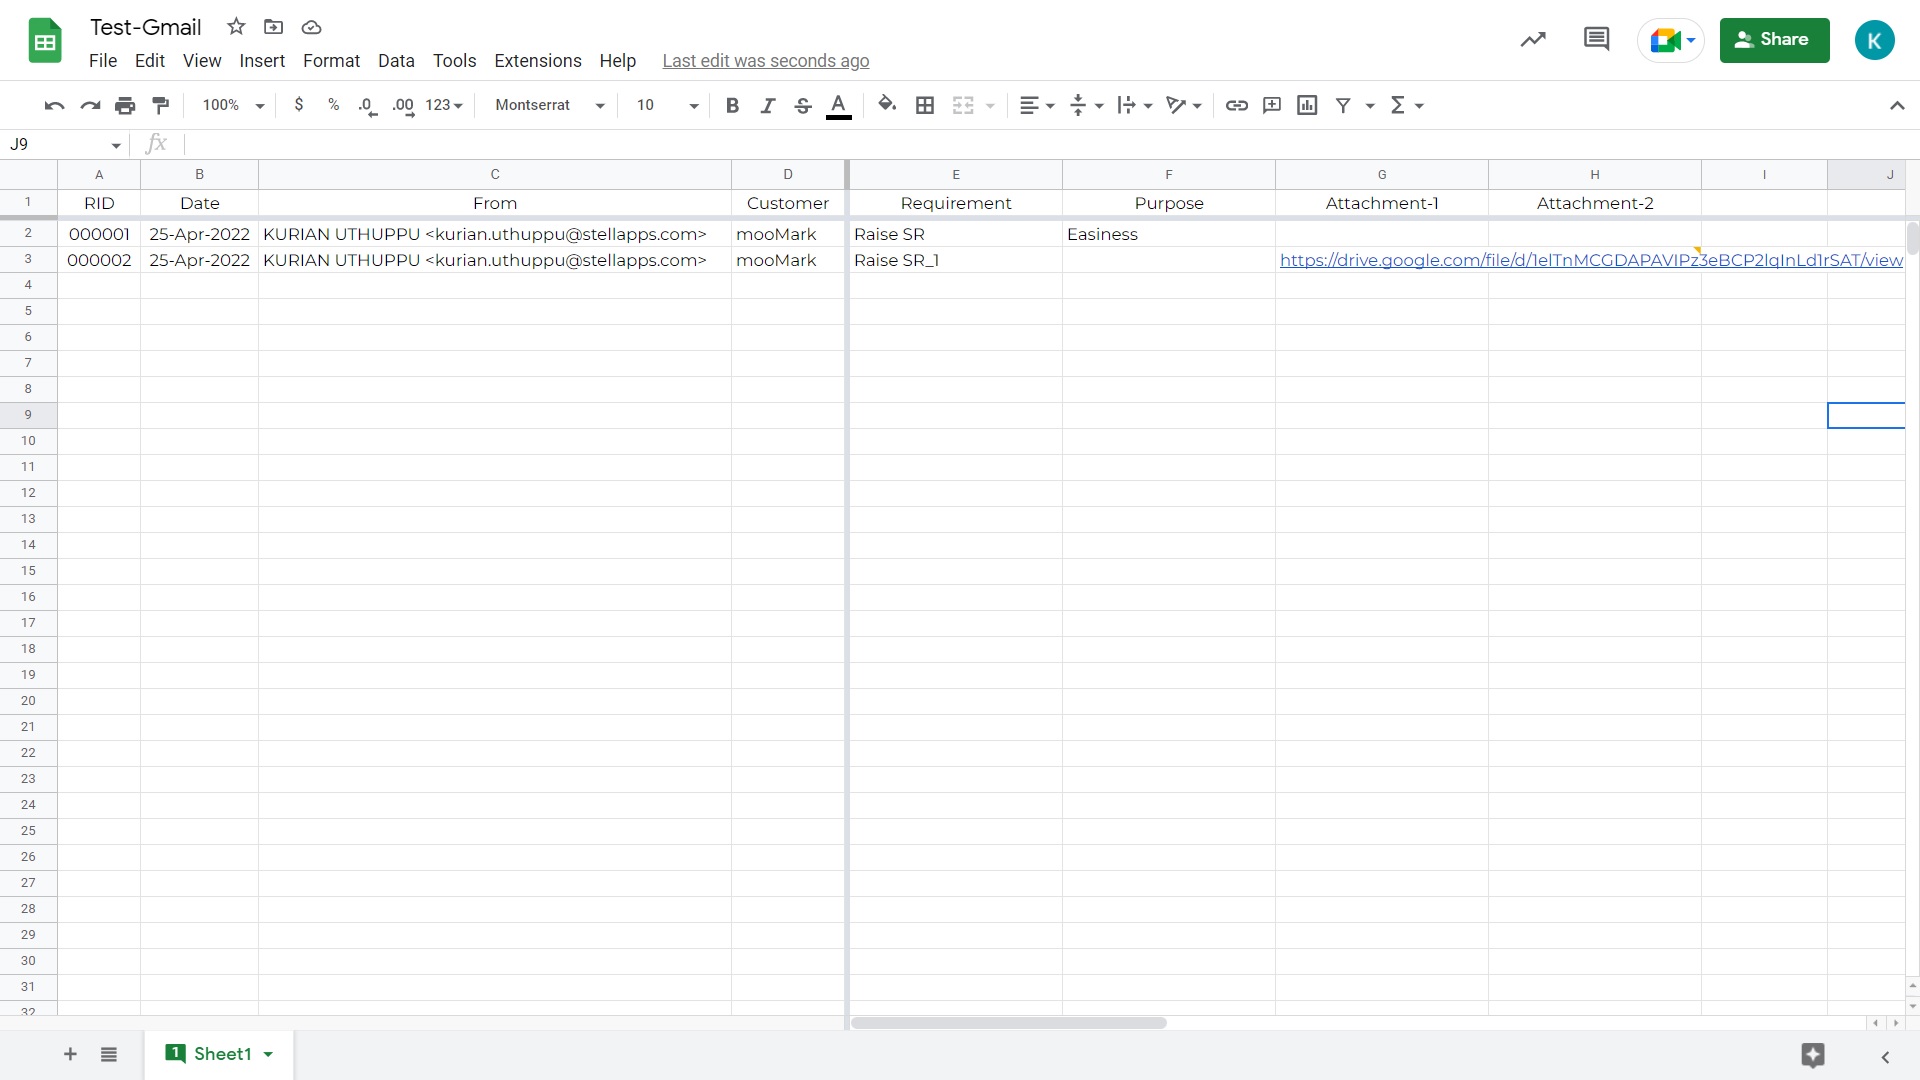 Test-Gmail
File Edit View Insert Format Data Tools Extensions Help Last edit was seconds ago
Share
K
100% $ % .0 .00 123 Montserrat 10 B I S A
J9 fx
A B C D E F G H I J
1 RID Date From Customer Requirement Purpose Attachment-1 Attachment-2
2 000001 25-Apr-2022 KURIAN UTHUPPU <kurian.uthuppu@stellapps.com> mooMark Raise SR Easiness
3 000002 25-Apr-2022 KURIAN UTHUPPU <kurian.uthuppu@stellapps.com> mooMark Raise SR_1 https://drive.google.com/file/d/1elTnMCGDAPAVIPz3eBCP2lqInLd1rSAT/view
4
5
6
7
8
9
10
11
12
13
14
15
16
17
18
19
20
21
22
23
24
25
26
27
28
29
30
31
32
1 Sheet1